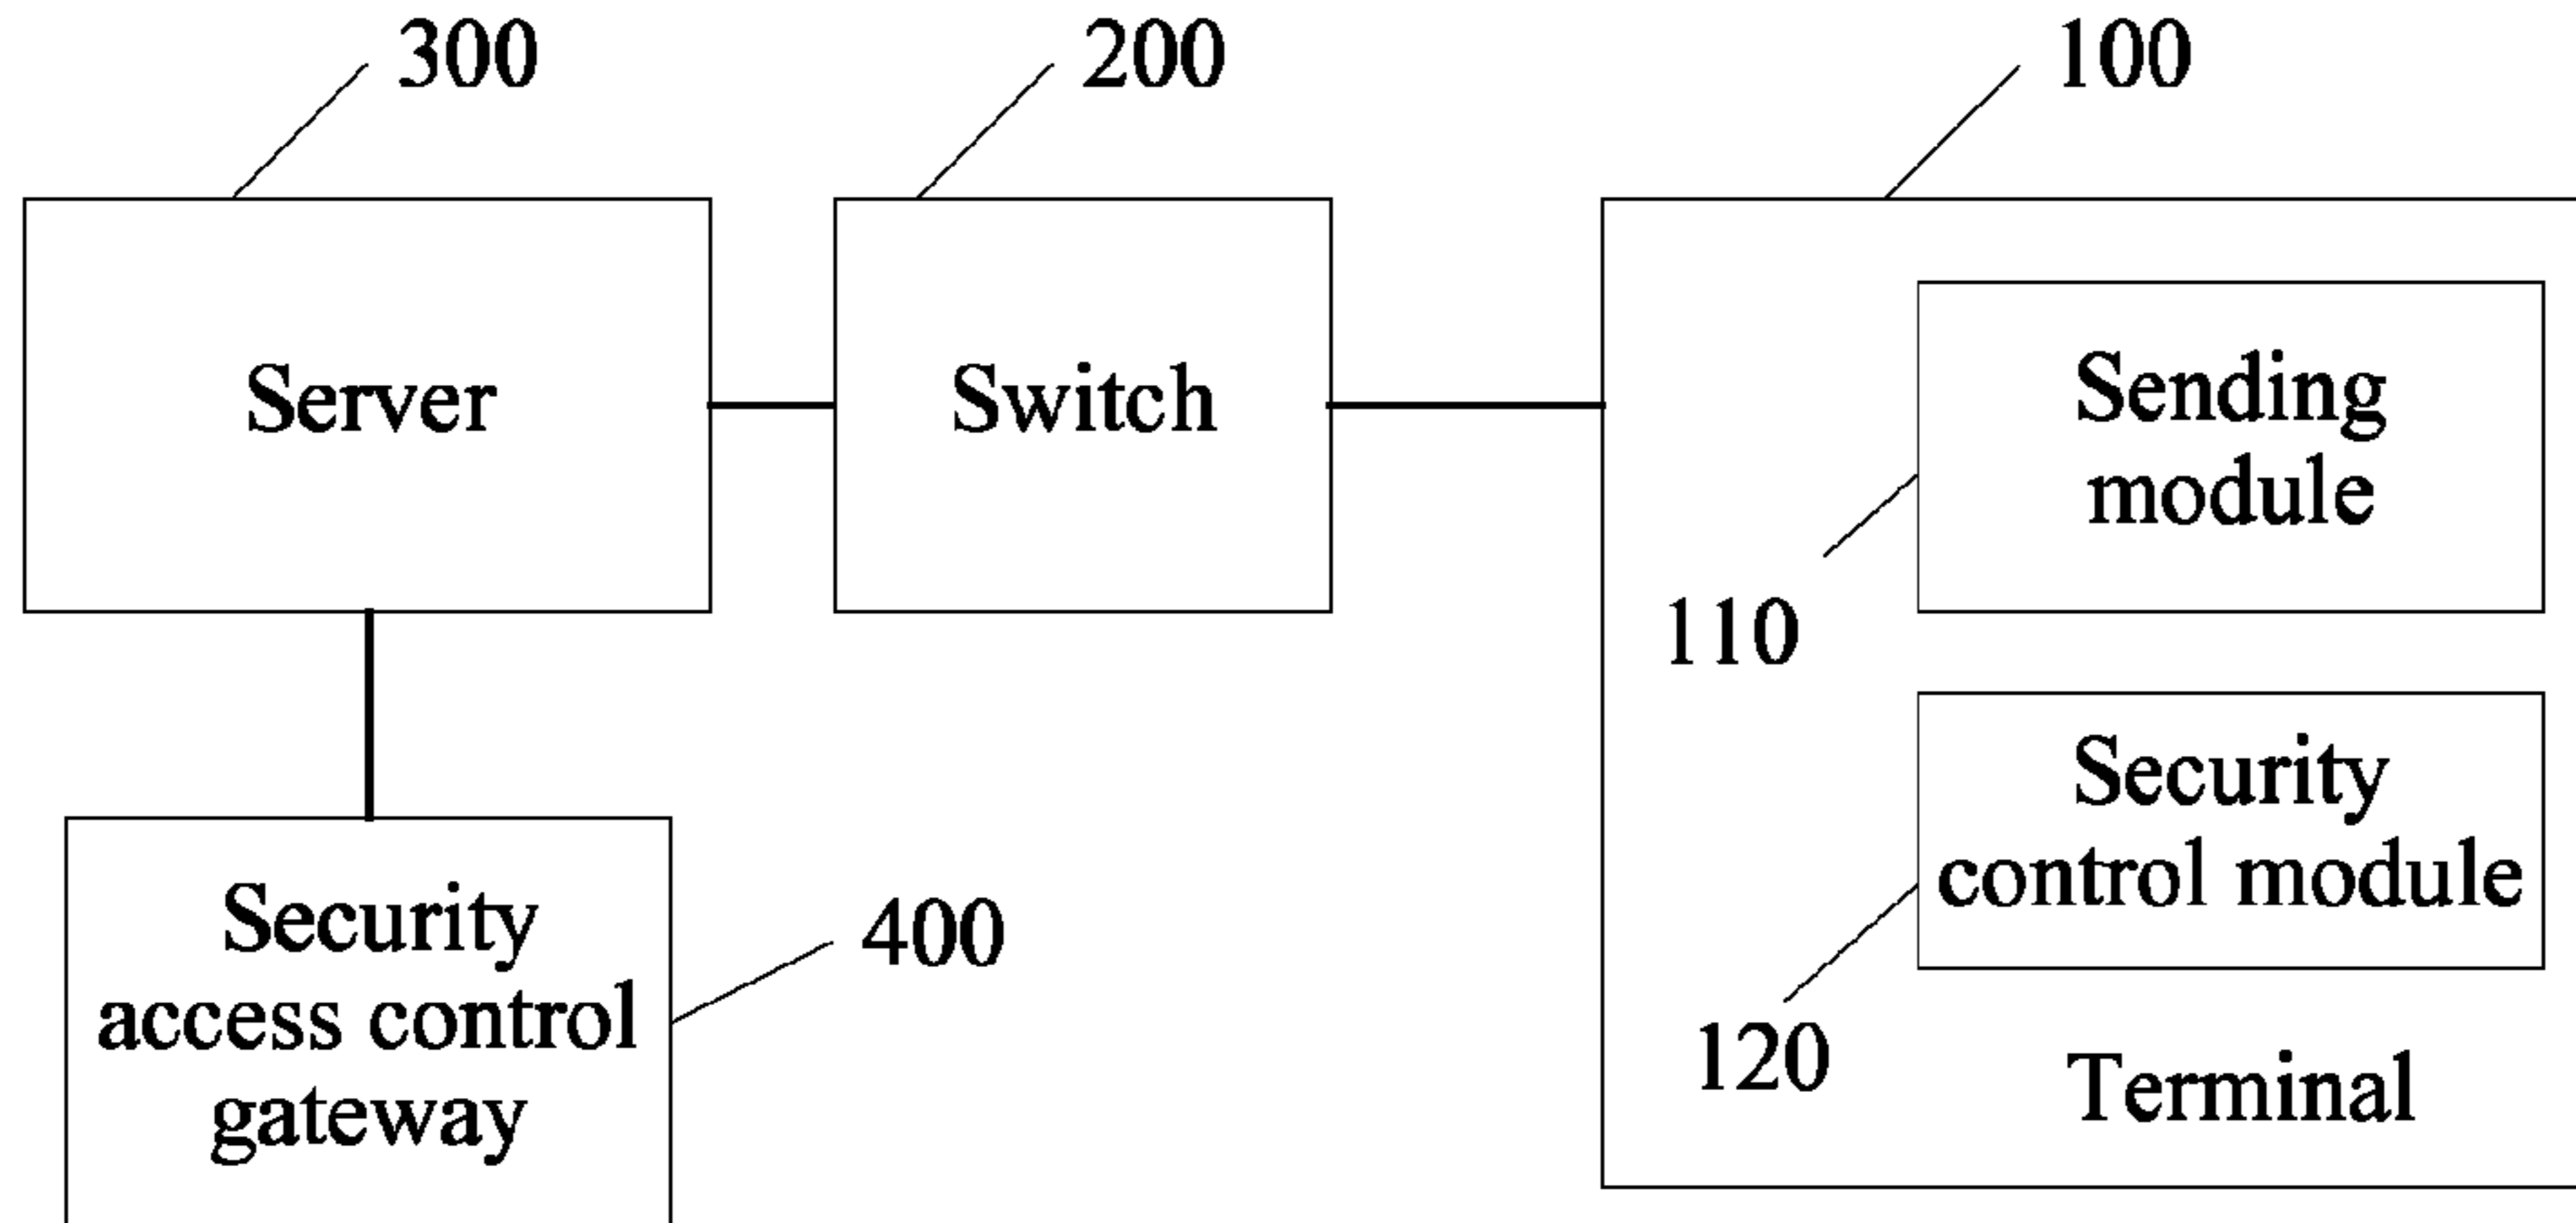 300
200
100
Server
Switch
Sending
module
110
Security
control module
120
Terminal
Security
access control
gateway
400